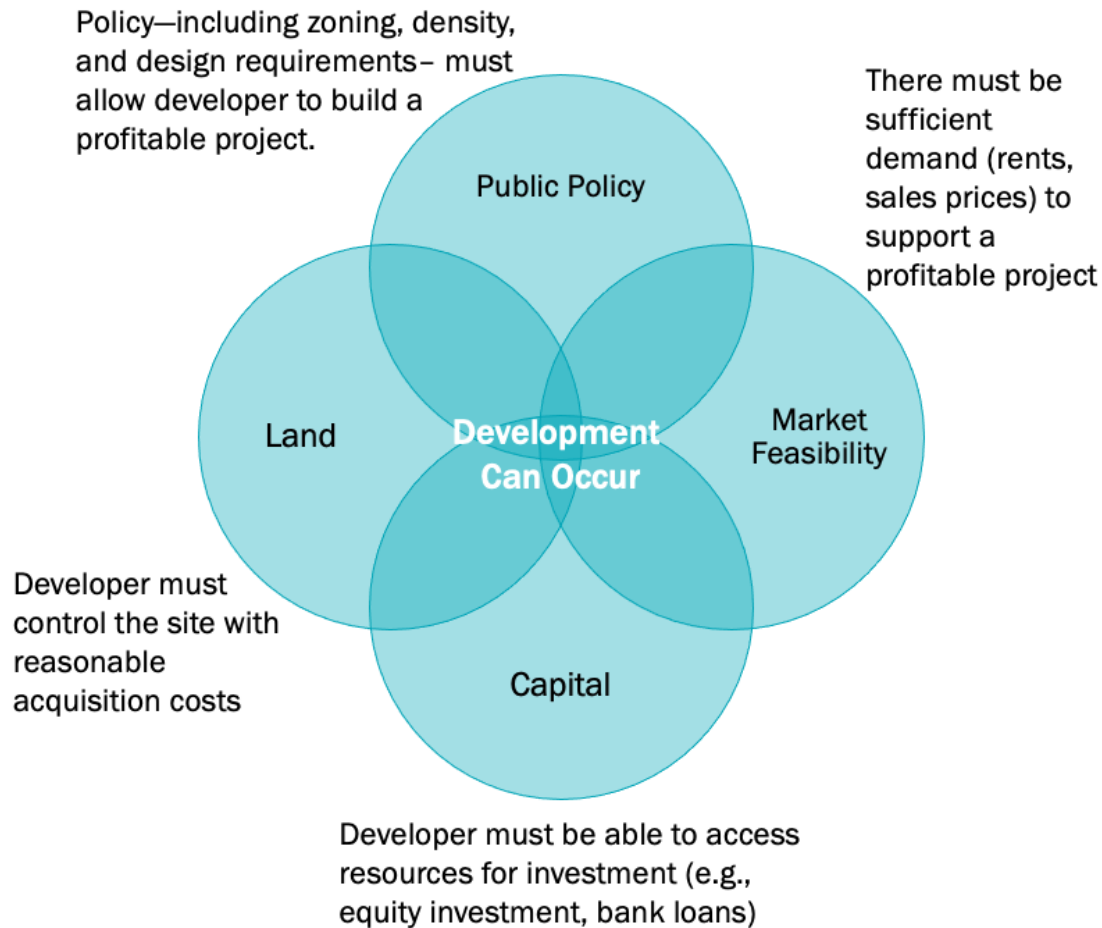 Policy—including zoning, density,
and design requirements– must
allow developer to build a
profitable project.
There must be
sufficient
demand (rents,
sales prices) to
support a
profitable project
Public Policy
Land
Development
Can Occur
Market
Feasibility
Developer must
control the site with
reasonable
acquisition costs
Capital
Developer must be able to access
resources for investment (e.g.,
equity investment, bank loans)